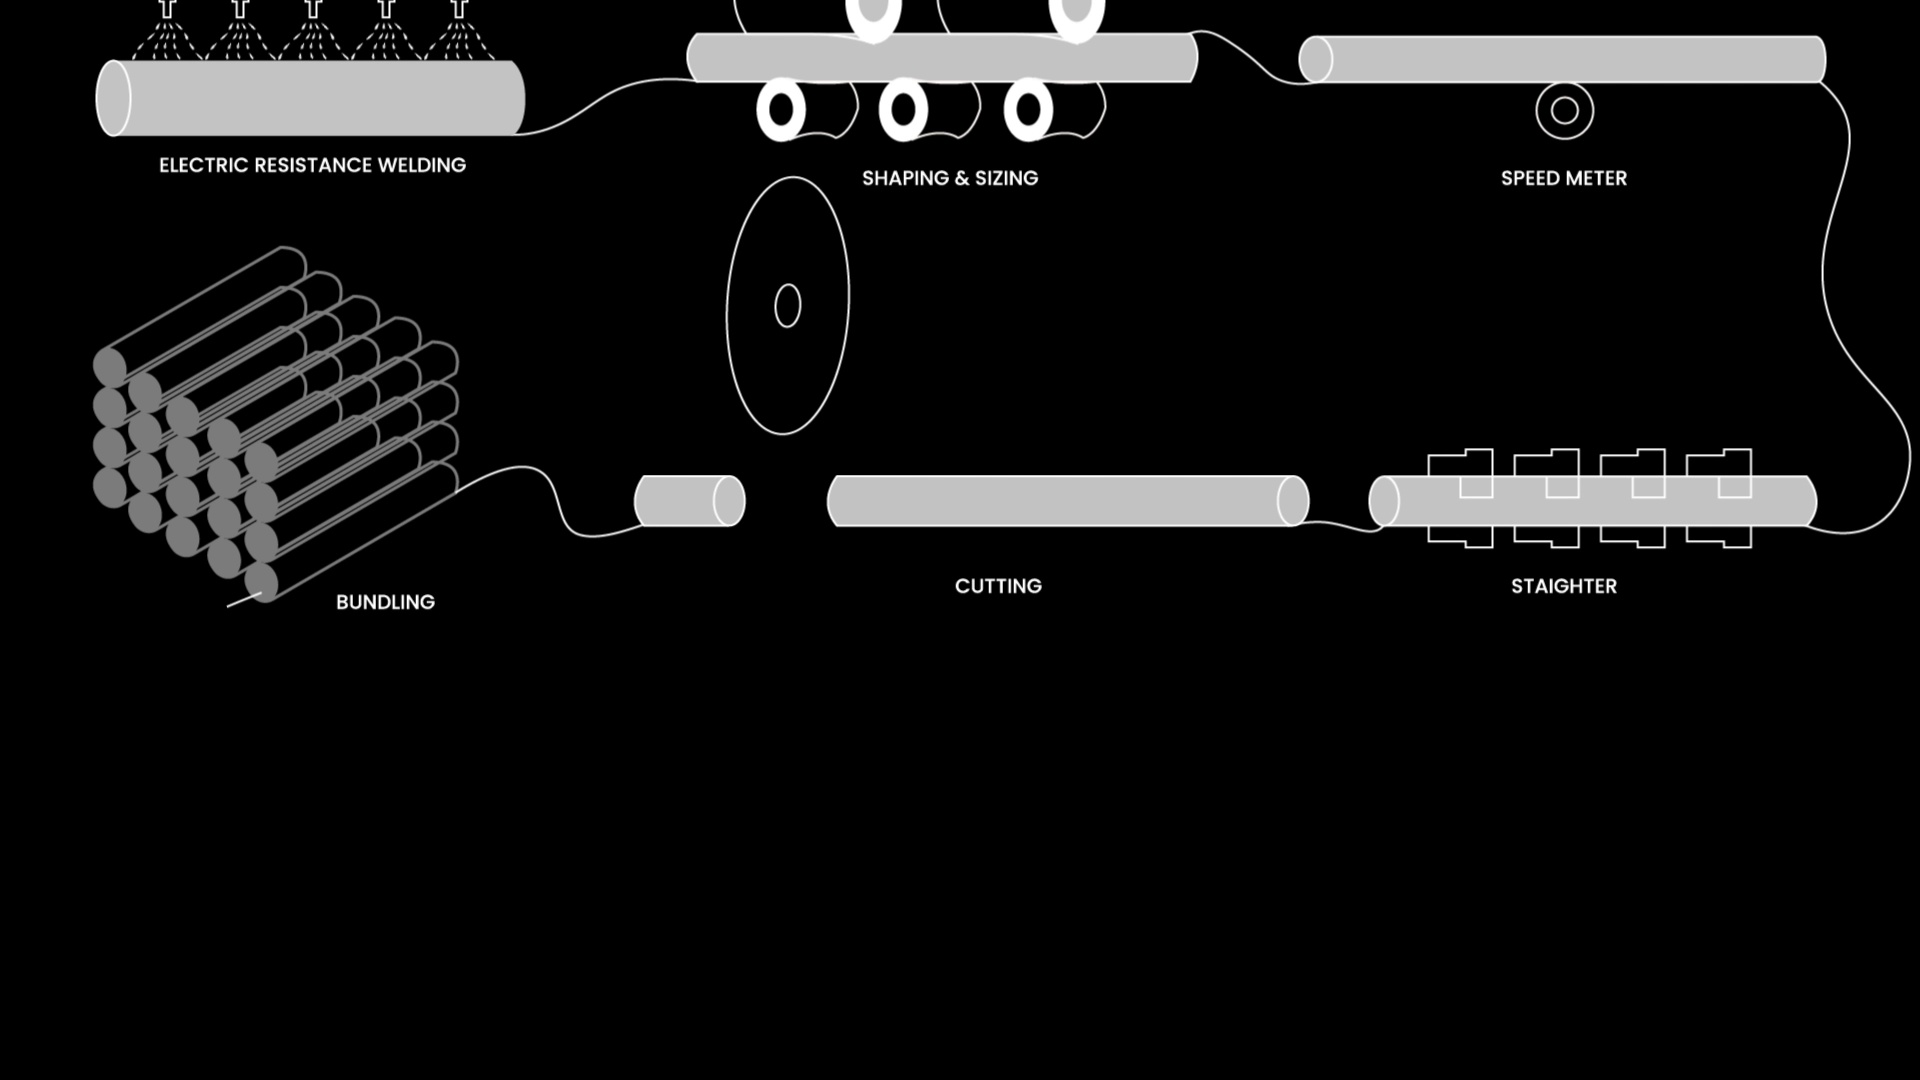 ELECTRIC RESISTANCE WELDING
SHAPING & SIZING
SPEED METER
BUNDLING
CUTTING
STAIGHTER